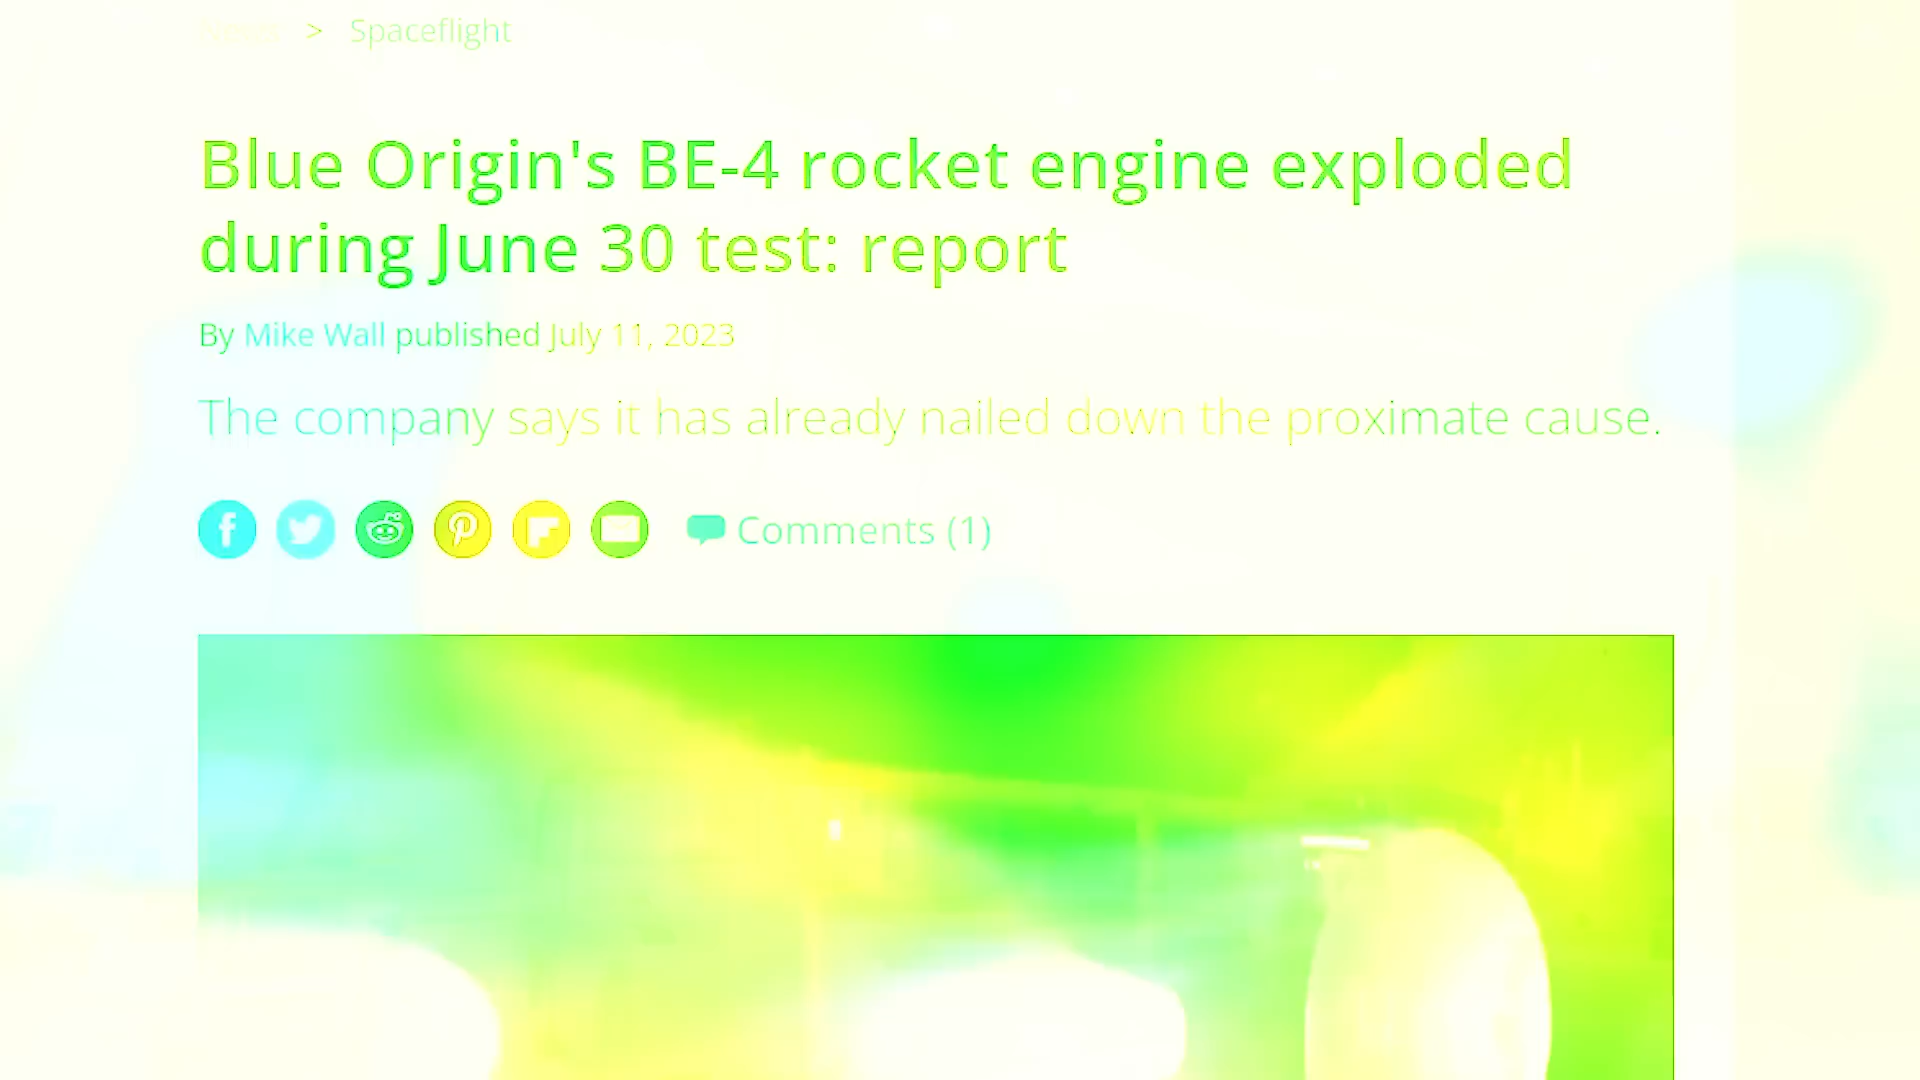 News > Spaceflight
Blue Origin's BE-4 rocket engine exploded
during June 30 test: report
By Mike Wall published July 11, 2023
The company says it has already nailed down the proximate cause.
Comments (1)